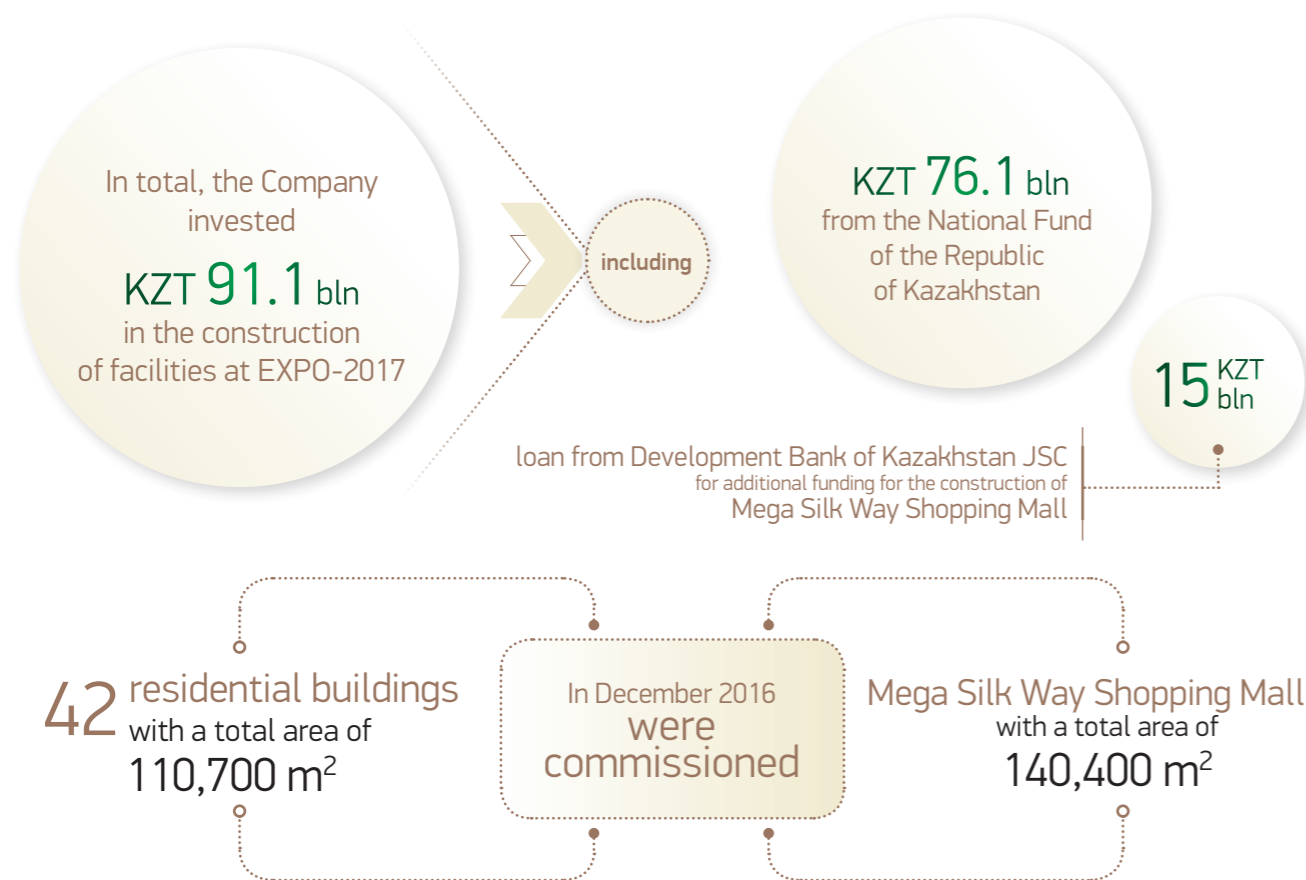 In total, the Company
invested
KZT 91.1 bln
in the construction
of facilities at EXPO-2017
including
KZT 76.1 bln
from the National Fund
of the Republic
of Kazakhstan
15 KZT
bln
loan from Development Bank of Kazakhstan JSC
for additional funding for the construction of
Mega Silk Way Shopping Mall
42 residential buildings
with a total area of
110,700 m²
In December 2016
were
commissioned
Mega Silk Way Shopping Mall
with a total area of
140,400 m²